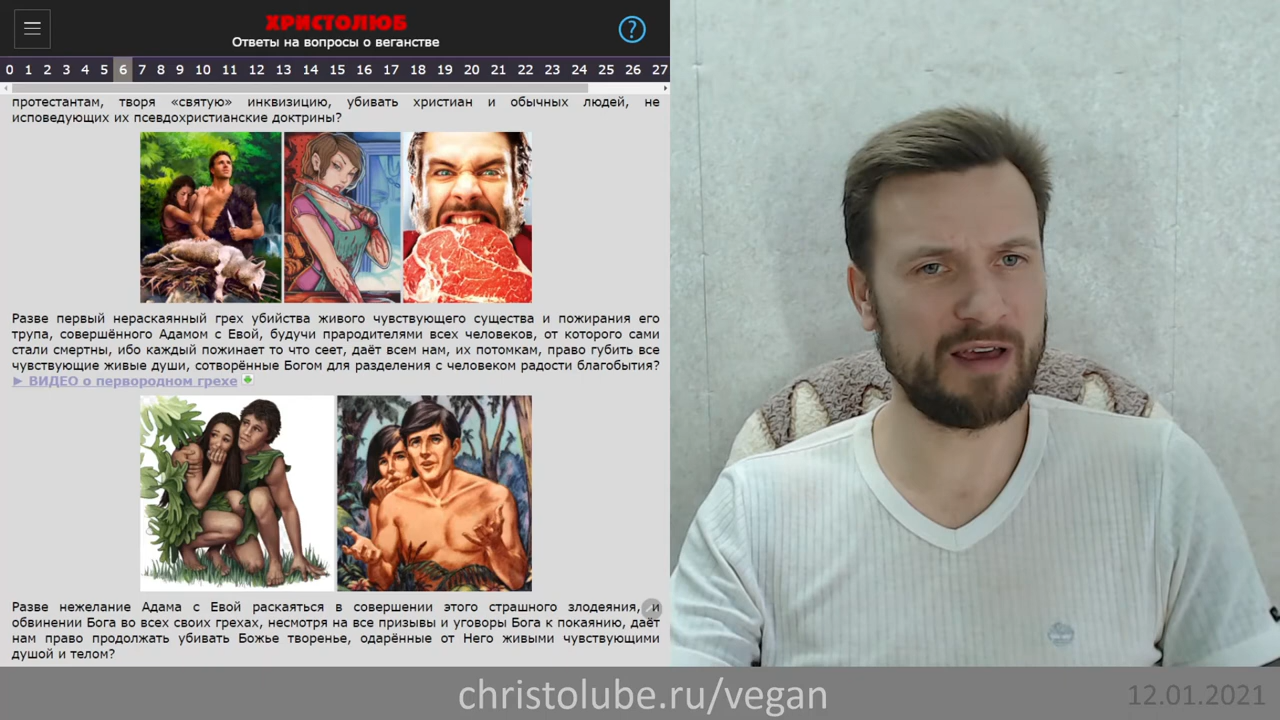 ХРИСТОЛЮБ
Ответы на вопросы о веганстве
0 1 2 3 4 5 6 7 8 9 10 11 12 13 14 15 16 17 18 19 20 21 22 23 24 25 26 27
протестантам, творя «святую» инквизицию, убивать христиан и обычных людей, не
исповедующих их псевдохристианские доктрины?
Разве первый нераскаянный грех убийства живого чувствующего существа и пожирания его
трупа, совершённого Адамом с Евой, будучи прародителями всех человеков, от которого сами
стали смертны, ибо каждый пожинает то что сеет, даёт всем нам, их потомкам, право губить все
чувствующие живые души, сотворённые Богом для разделения с человеком радости благобытия?
► ВИДЕО о первородном грехе
Разве нежелание Адама с Евой раскаяться в совершении этого страшного злодеяния, и
обвинении Бога во всех своих грехах, несмотря на все призывы и уговоры Бога к покаянию, даёт
нам право продолжать убивать Божье творенье, одарённые от Него живыми чувствующими
душой и телом?
christolube.ru/vegan
12.01.2021